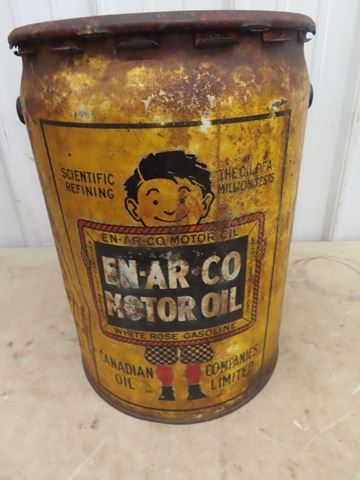 SCIENTIFIC
REFINING
THE OIL OF A
MILLION TESTS
EN-AR-CO MOTOR OIL
EN-AR-CO
MOTOR OIL
WHITE ROSE GASOLINE
CANADIAN
OIL
COMPANIES
LIMITED